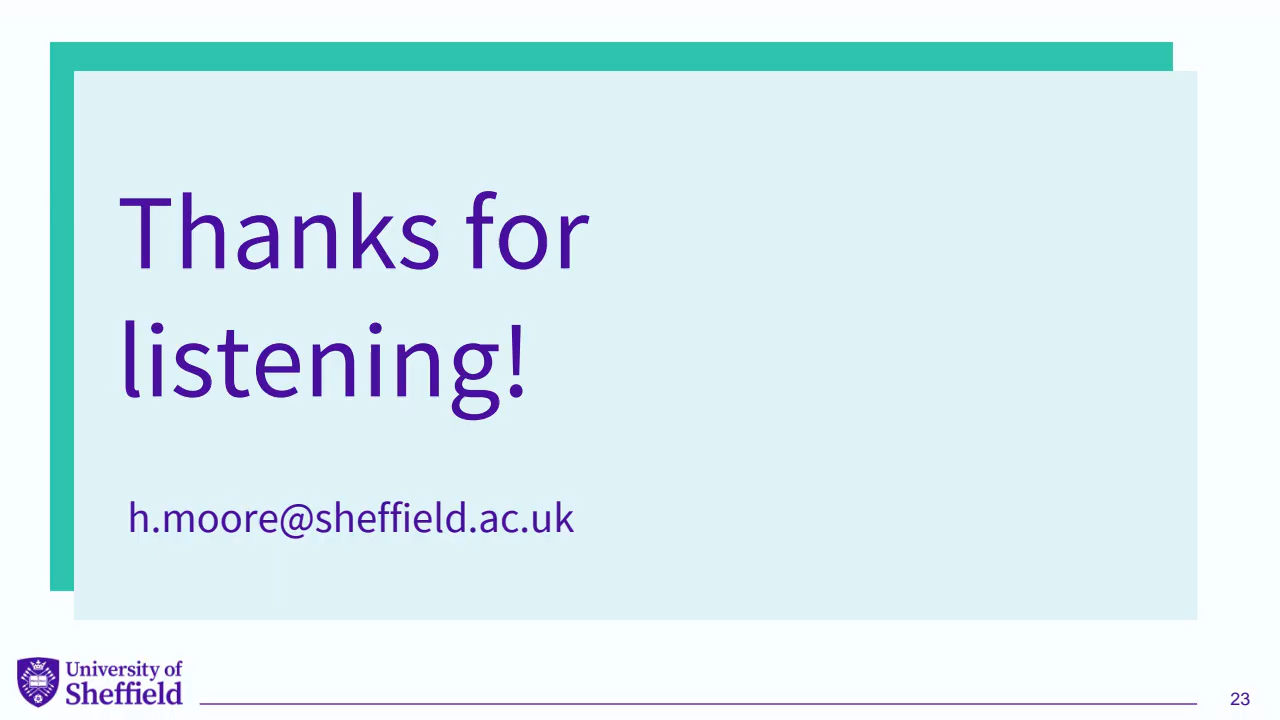 Thanks for
listening!
h.moore@sheffield.ac.uk
University of
Sheffield
23